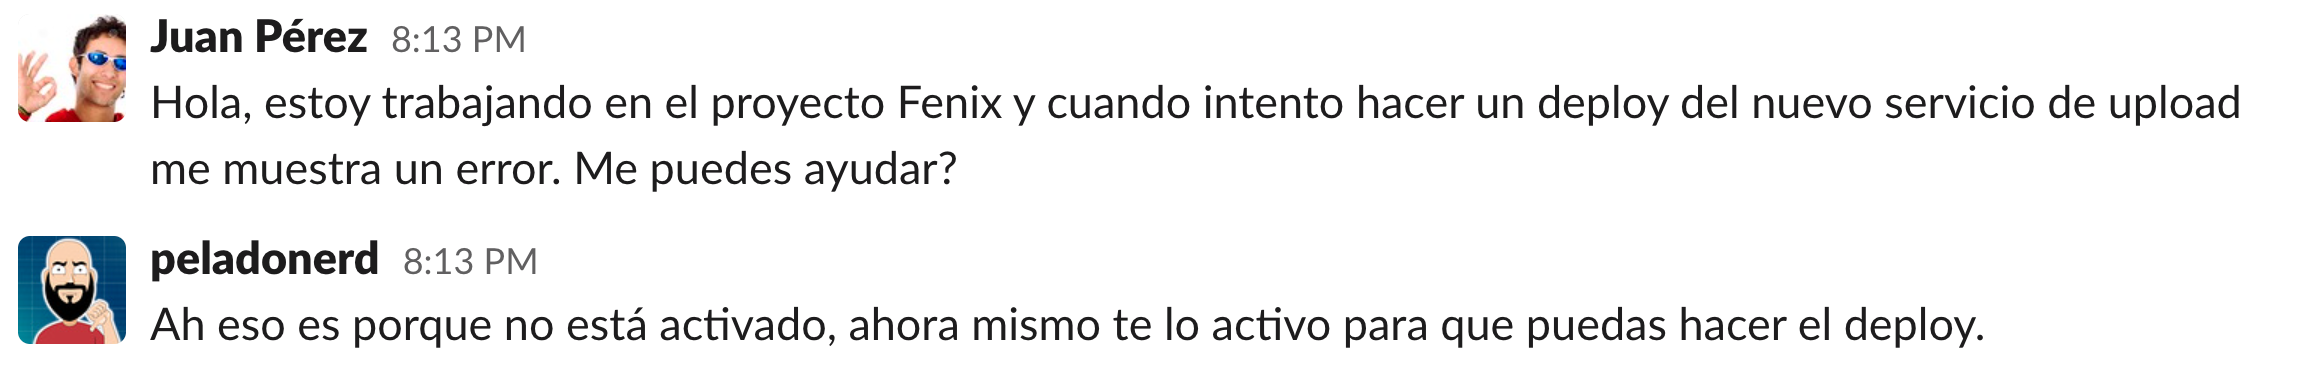 Juan Pérez 8:13 PM
Hola, estoy trabajando en el proyecto Fenix y cuando intento hacer un deploy del nuevo servicio de upload
me muestra un error. Me puedes ayudar?
peladonerd 8:13 PM
Ah eso es porque no está activado, ahora mismo te lo activo para que puedas hacer el deploy.